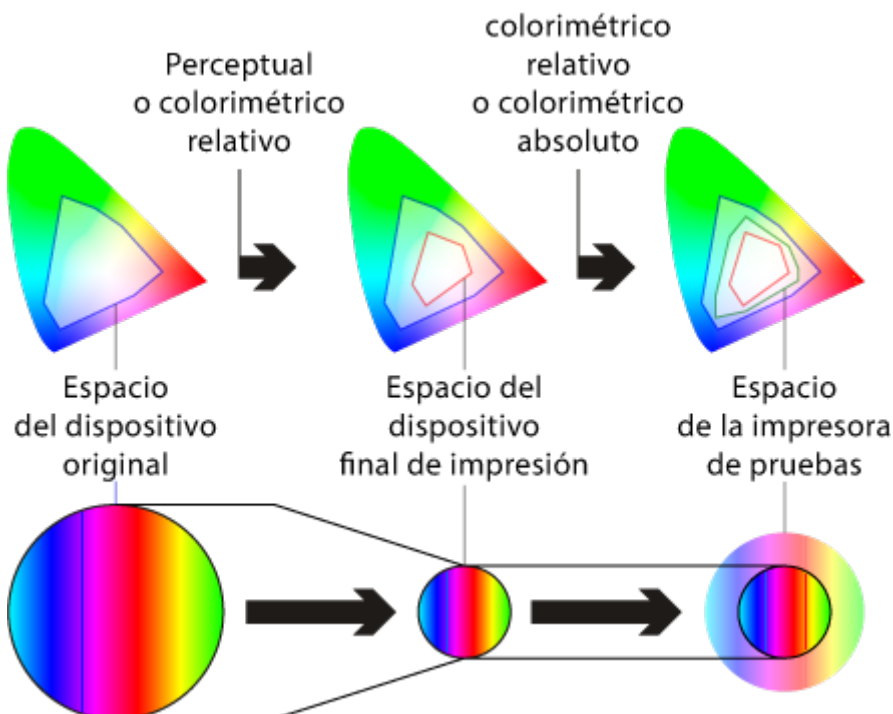 Perceptual
o colorimétrico
relativo
colorimétrico
relativo
o colorimétrico
absoluto
Espacio
del dispositivo
original
Espacio del
dispositivo
final de impresión
Espacio
de la impresora
de pruebas